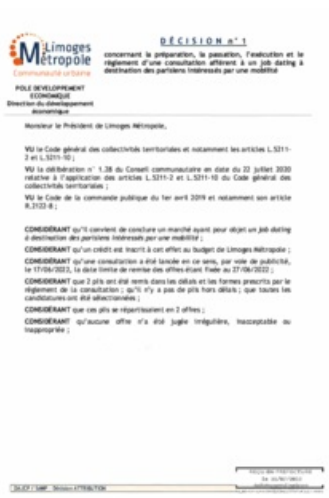 Limoges
Métropole
Communauté urbaine
PÔLE DEVELOPPEMENT
ECONOMIQUE
Direction du développement
économique
DÉCISION n° 1
concernant la préparation, la passation, l'exécution et le
règlement d'une consultation afférent à un job dating à
destination des parisiens intéressés par une mobilité
Monsieur le Président de Limoges Métropole,
VU le Code général des collectivités territoriales et notamment les articles L.5211-
2 et L.5211-10 ;
VU la délibération n° 1.28 du Conseil communautaire en date du 22 juillet 2020
relative à l'application des articles L.5211-2 et L.5211-10 du Code général des
collectivités territoriales ;
VU le Code de la commande publique du 1er avril 2019 et notamment son article
R.2122-8 ;
CONSIDÉRANT qu'il convient de conclure un marché ayant pour objet un job dating
à destination des parisiens intéressés par une mobilité ;
CONSIDERANT qu'un crédit est inscrit à cet effet au budget de Limoges Métropole ;
CONSIDÉRANT qu'une consultation a été lancée en ce sens, par voie de publicité,
le 17/06/2022, la date limite de remise des offres étant fixée au 27/06/2022 ;
CONSIDERANT que 2 plis ont été remis dans les délais et les formes prescrits par le
règlement de la consultation ; qu'il n'y a pas de plis hors délais ; que toutes les
candidatures ont été sélectionnées ;
CONSIDÉRANT que ces plis se répartissaient en 2 offres ;
CONSIDÉRANT qu'aucune offre n'a été jugée irrégulière, inacceptable ou
inappropriée ;
DAJCP / SAMP Décision ATTRIBUTION